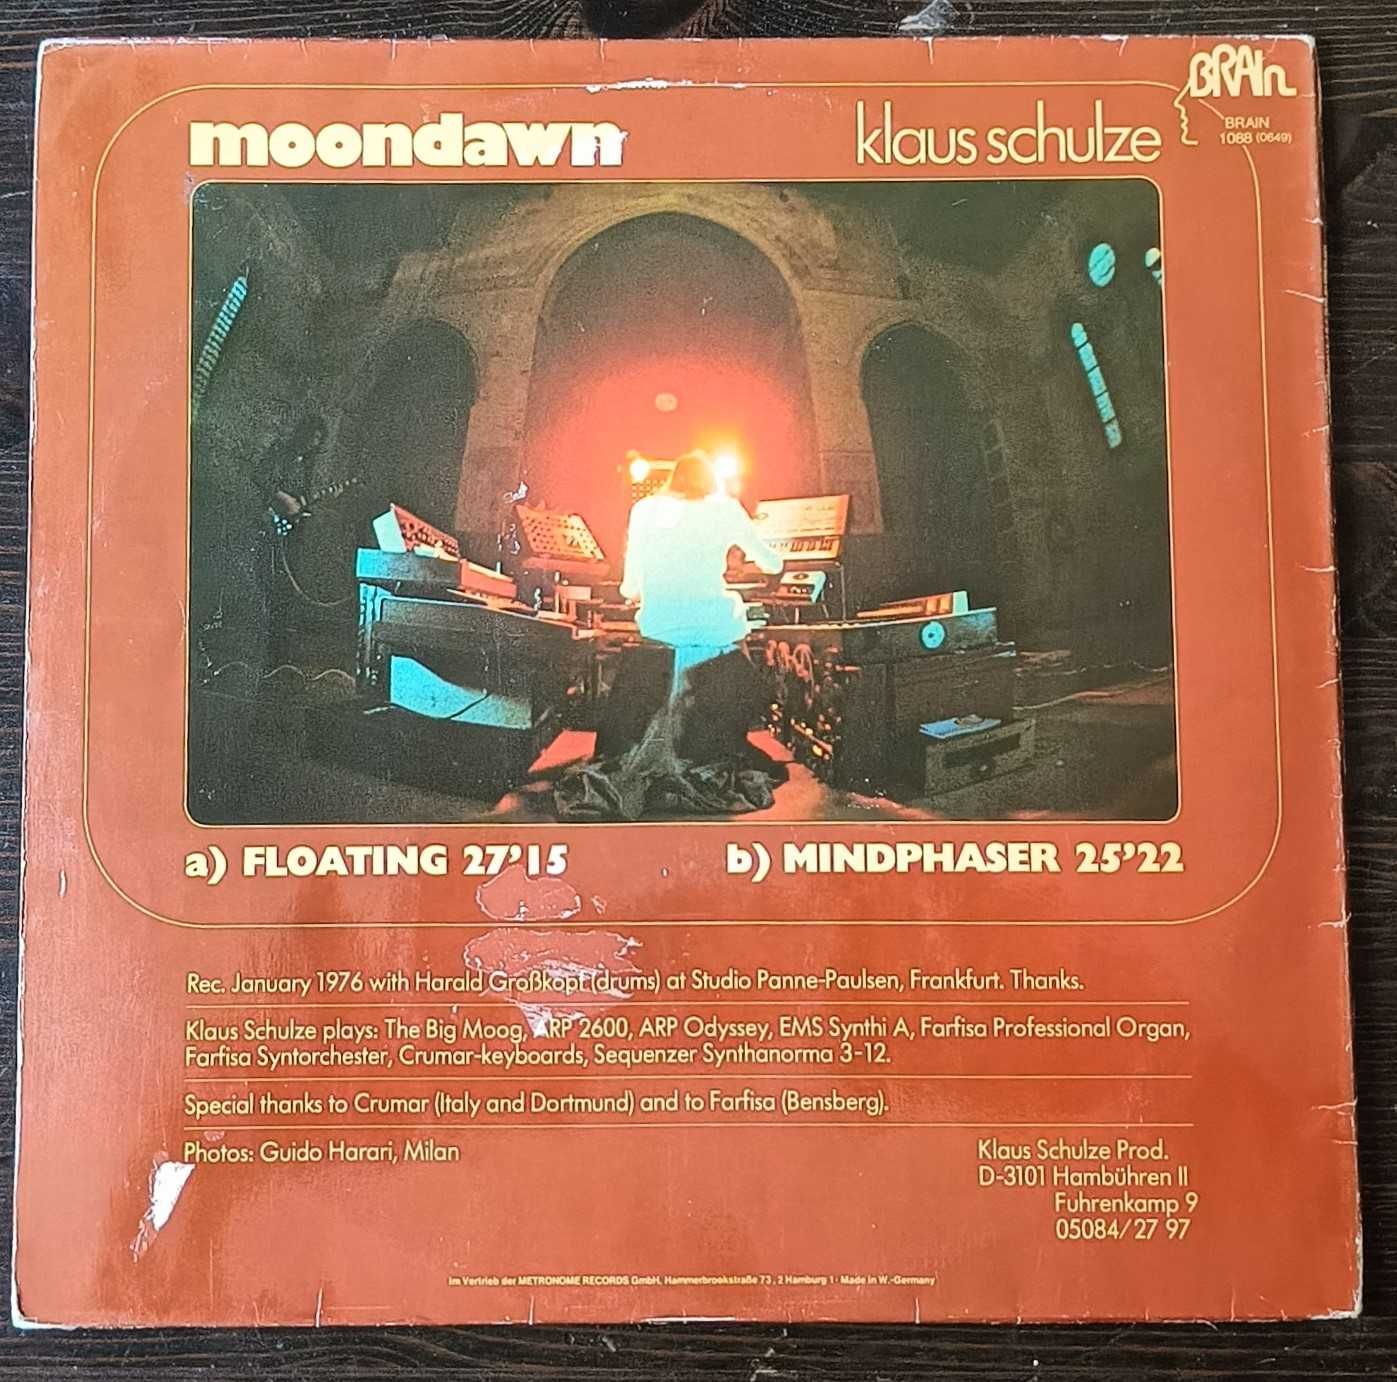 BRAIN
moondawn
klaus schulze
BRAIN
1088 (0649)
a) FLOATING 27’15
b) MINDPHASER 25’22
Rec. January 1976 with Harald Großkopf (drums) at Studio Panne-Paulsen, Frankfurt. Thanks.
Klaus Schulze plays: The Big Moog, ARP 2600, ARP Odyssey, EMS Synthi A, Farfisa Professional Organ,
Farfisa Syntorchester, Crumar-keyboards, Sequenzer Synthanorma 3-12.
Special thanks to Crumar (Italy and Dortmund) and to Farfisa (Bensberg).
Photos: Guido Harari, Milan
Klaus Schulze Prod.
D-3101 Hambühren II
Fuhrenkamp 9
05084/27 97
Im Vertrieb der METRONOME RECORDS GmbH, Hammerbrookstraße 73, 2 Hamburg 1 · Made in W.-Germany